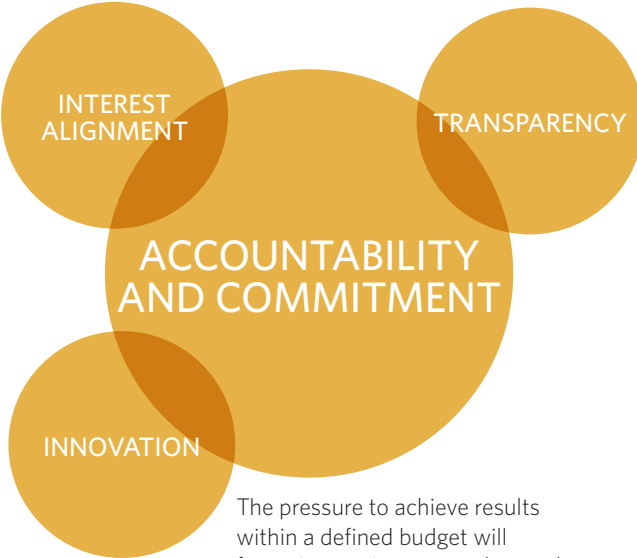 INTEREST
ALIGNMENT
TRANSPARENCY
ACCOUNTABILITY
AND COMMITMENT
INNOVATION
The pressure to achieve results
within a defined budget will